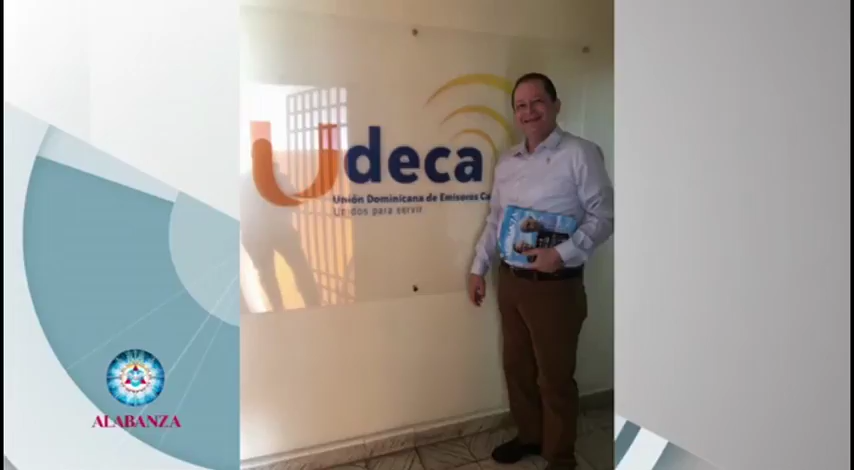 Udeca
Unión Dominicana de Emisoras Ca
Unidos para servir
ALABANZA